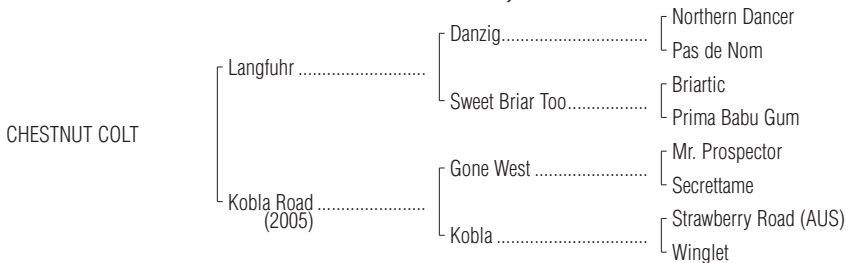 Northern Dancer
Danzig
Pas de Nom
Langfuhr
Briartic
Sweet Briar Too
Prima Babu Gum
CHESTNUT COLT
Mr. Prospector
Gone West
Secrettame
Kobla Road
(2005)
Strawberry Road (AUS)
Kobla
Winglet